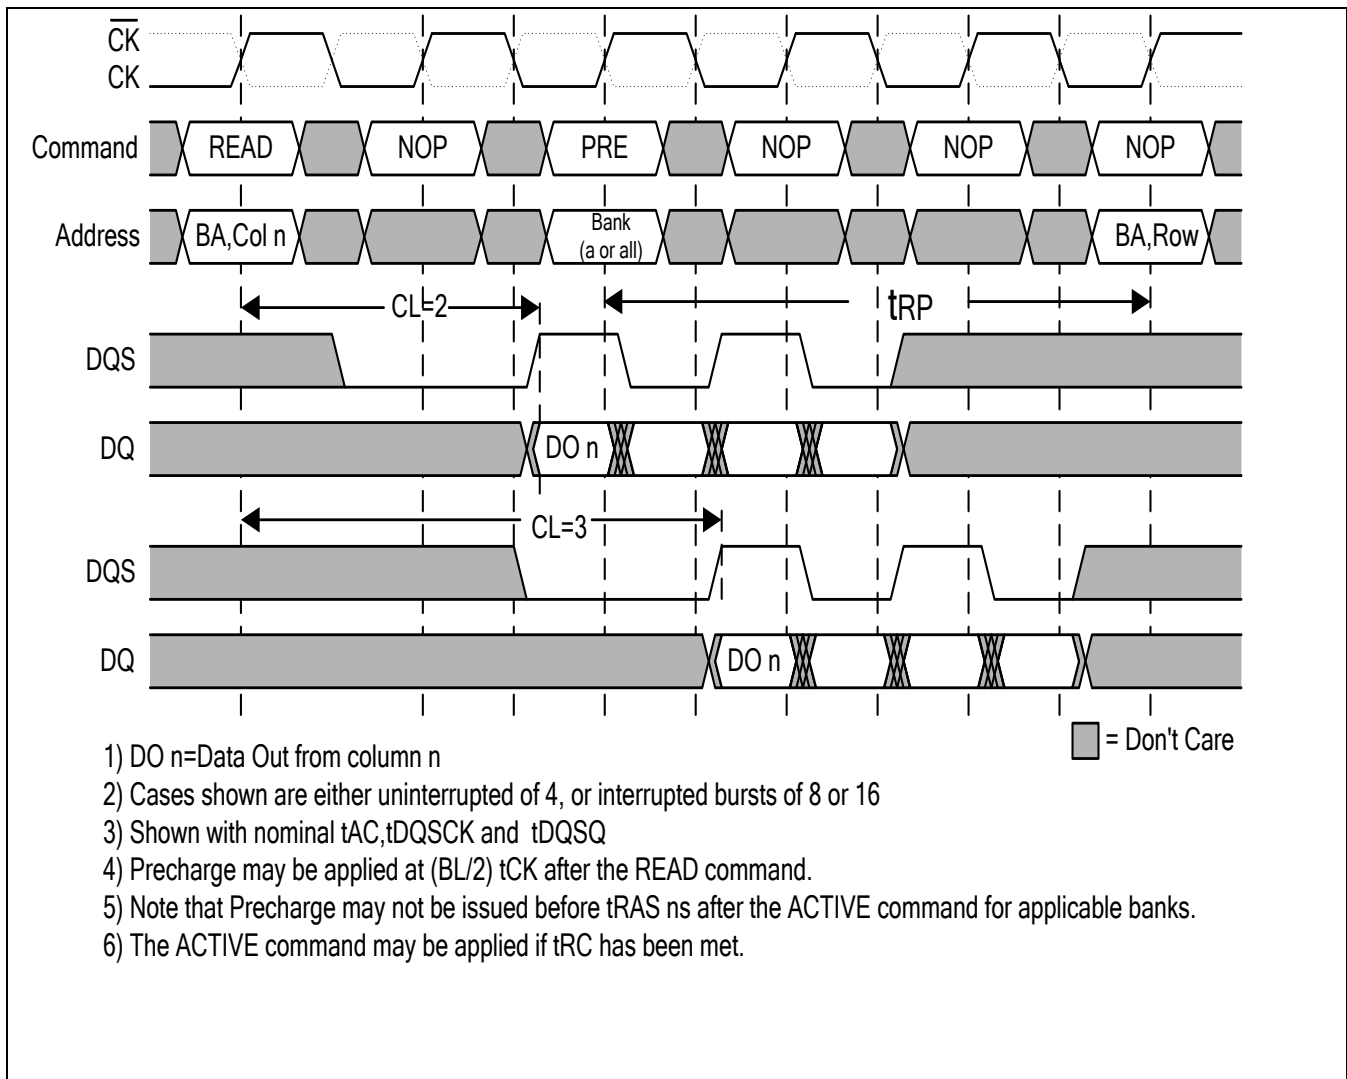 CK
CK
Command READ NOP PRE NOP NOP NOP
Address BA,Col n Bank (a or all) BA,Row
CL=2 tRP
DQS
DQ DO n
CL=3
DQS
DQ DO n
= Don't Care
1) DO n=Data Out from column n
2) Cases shown are either uninterrupted of 4, or interrupted bursts of 8 or 16
3) Shown with nominal tAC,tDQSCK and tDQSQ
4) Precharge may be applied at (BL/2) tCK after the READ command.
5) Note that Precharge may not be issued before tRAS ns after the ACTIVE command for applicable banks.
6) The ACTIVE command may be applied if tRC has been met.